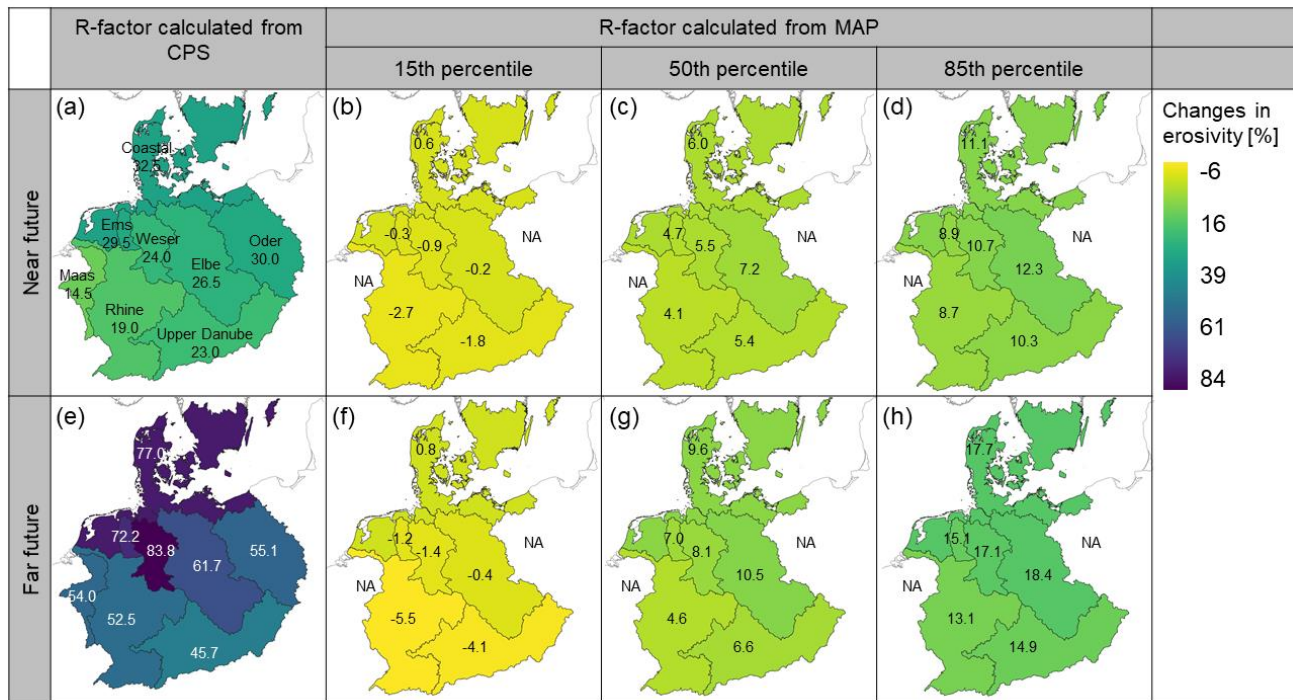 R-factor calculated from
CPS
R-factor calculated from MAP
15th percentile
50th percentile
85th percentile
Near future
(a)
Coastal
32.5
Ems
29.5
Weser
24.0
Elbe
26.5
Oder
30.0
Maas
14.5
Rhine
19.0
Upper Danube
23.0
(b)
0.6
-0.3
-0.9
-0.2
NA
NA
-2.7
-1.8
(c)
6.0
4.7
5.5
7.2
NA
NA
4.1
5.4
(d)
11.1
8.9
10.7
12.3
NA
NA
8.7
10.3
Changes in
erosivity [%]
-6
16
39
61
84
Far future
(e)
77.0
72.2
83.8
61.7
55.1
54.0
52.5
45.7
(f)
0.8
-1.2
-1.4
-0.4
NA
NA
-5.5
-4.1
(g)
9.6
7.0
8.1
10.5
NA
NA
4.6
6.6
(h)
17.7
15.1
17.1
18.4
NA
NA
13.1
14.9